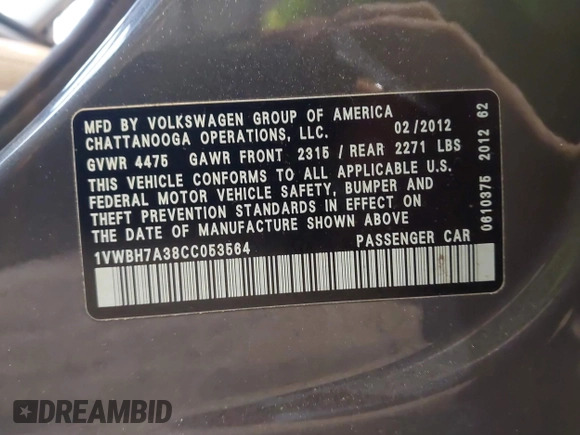 MFD BY VOLKSWAGEN GROUP OF AMERICA
CHATTANOOGA OPERATIONS, LLC. 02/2012
GVWR 4475 GAWR FRONT 2315 / REAR 2271 LBS
THIS VEHICLE CONFORMS TO ALL APPLICABLE U.S.
FEDERAL MOTOR VEHICLE SAFETY, BUMPER AND
THEFT PREVENTION STANDARDS IN EFFECT ON
THE DATE OF MANUFACTURE SHOWN ABOVE
1VWBH7A38CC053564 PASSENGER CAR
0610375 2012 62
DREAMBID